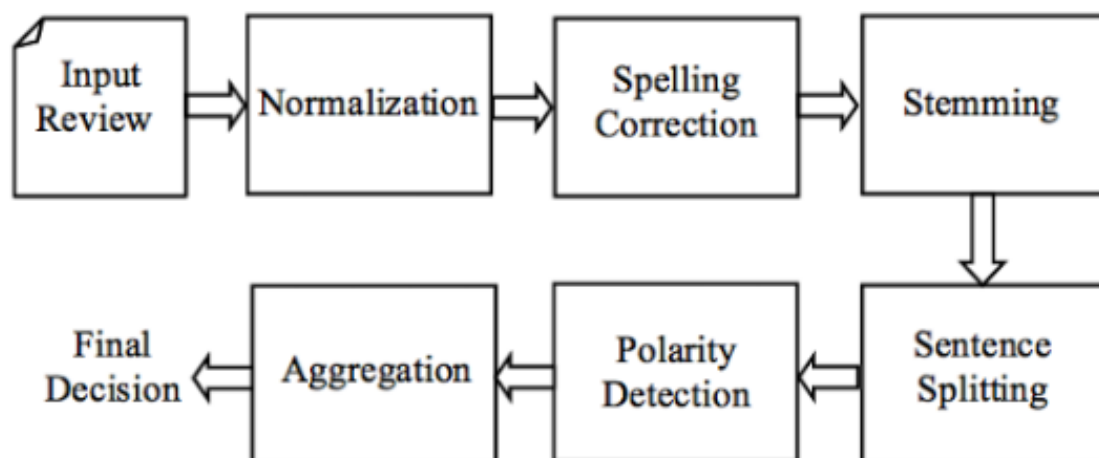 Input
Review
Normalization
Spelling
Correction
Stemming
Sentence
Splitting
Polarity
Detection
Aggregation
Final
Decision